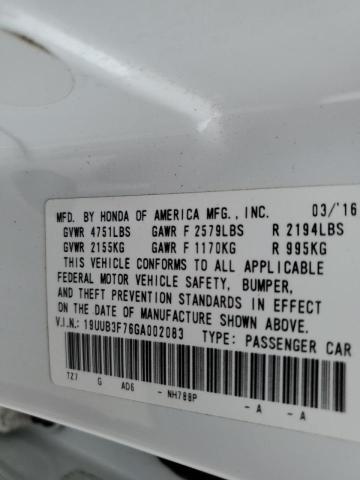 MFD. BY HONDA OF AMERICA MFG., INC. 03/'16
GVWR 4751LBS GAWR F 2579LBS R 2194LBS
GVWR 2155KG GAWR F 1170KG R 995KG
THIS VEHICLE CONFORMS TO ALL APPLICABLE
FEDERAL MOTOR VEHICLE SAFETY, BUMPER,
AND THEFT PREVENTION STANDARDS IN EFFECT
ON THE DATE OF MANUFACTURE SHOWN ABOVE.
V.I.N.: 19UUB3F76GA002083 TYPE: PASSENGER CAR
TZ7 G AD6 - NH788P - A - A